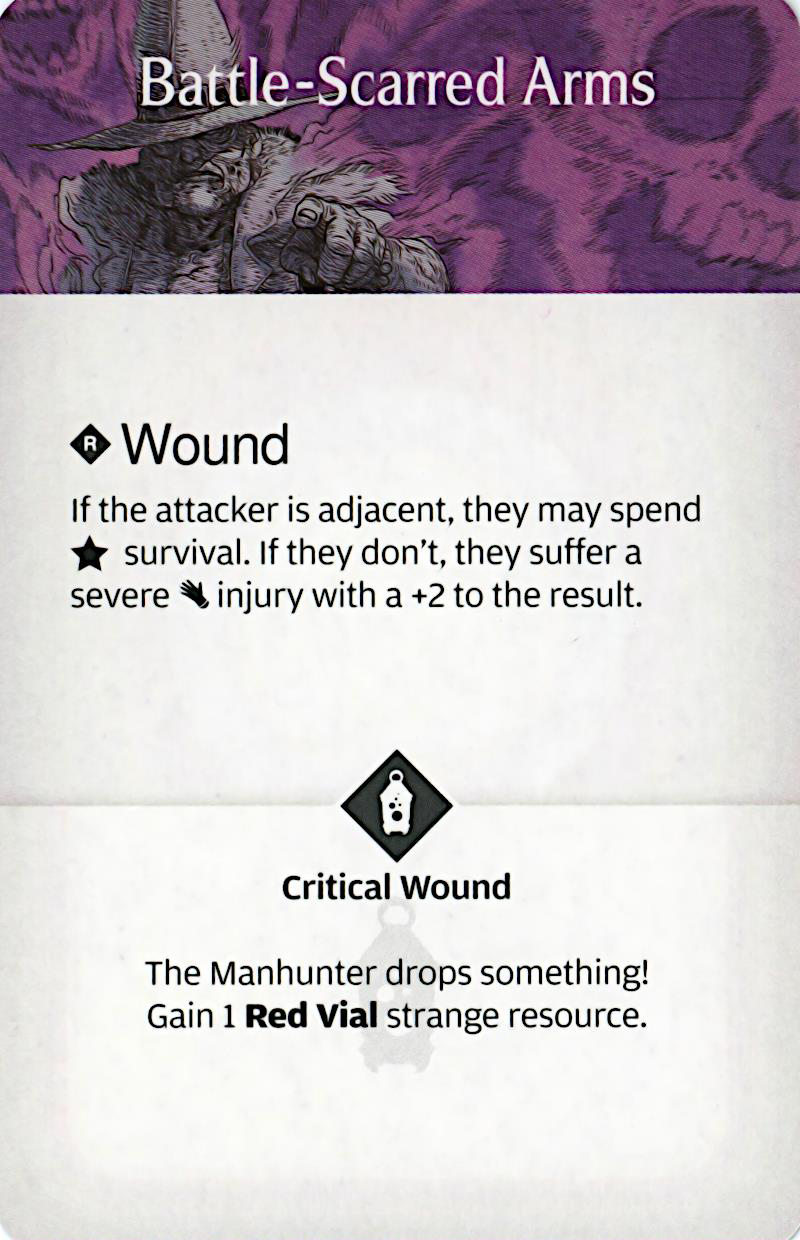 Battle-Scarred Arms
R Wound
If the attacker is adjacent, they may spend
★ survival. If they don't, they suffer a
severe injury with a +2 to the result.
Critical Wound
The Manhunter drops something!
Gain 1 Red Vial strange resource.